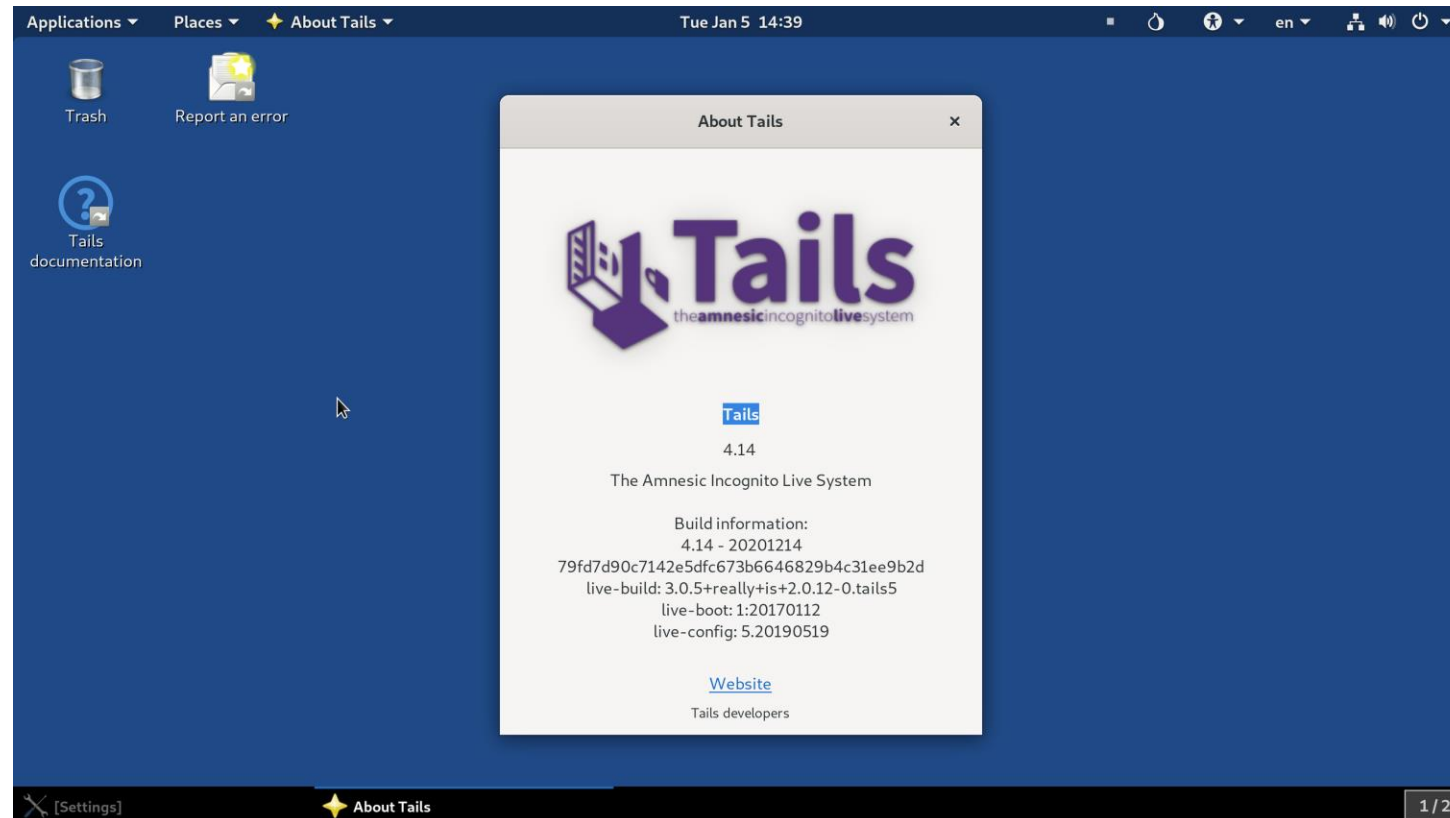 Applications Places About Tails Tue Jan 5 14:39 en
Trash
Report an error
Tails
documentation
About Tails
Tails
theamnesicincognitolivesystem
Tails
4.14
The Amnesic Incognito Live System
Build information:
4.14 - 20201214
79fd7d90c7142e5dfc673b6646829b4c31ee9b2d
live-build: 3.0.5+really+is+2.0.12-0.tails5
live-boot: 1:20170112
live-config: 5.20190519
Website
Tails developers
[Settings] About Tails 1/2